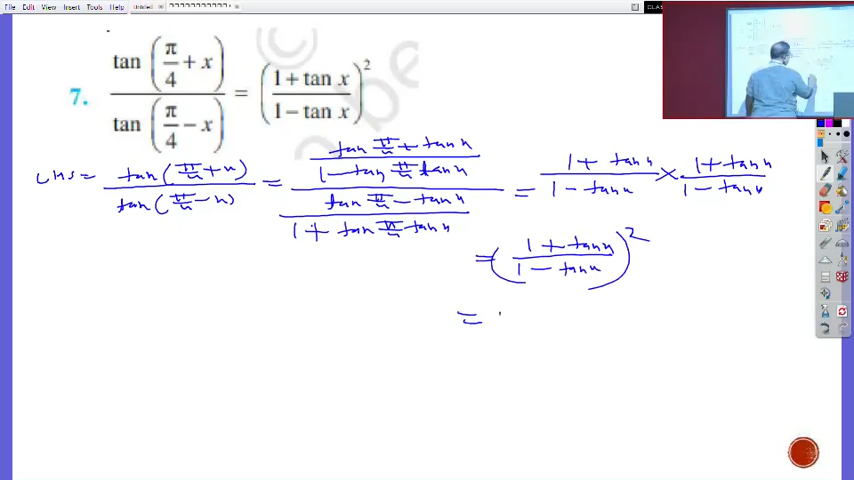 File Edit View Insert Tools Help Untitled ????????????
CLAS
7. tan (π/4 + x) / tan (π/4 − x) = ((1 + tan x) / (1 − tan x))²
LHS = tan (π/4 + x) / tan (π/4 − x) = ((tan π/4 + tan x) / (1 − tan π/4 tan x)) / ((tan π/4 − tan x) / (1 + tan π/4 tan x)) = (1 + tan x) / (1 − tan x) × (1 + tan x) / (1 − tan x)
= ((1 + tan x) / (1 − tan x))²
=